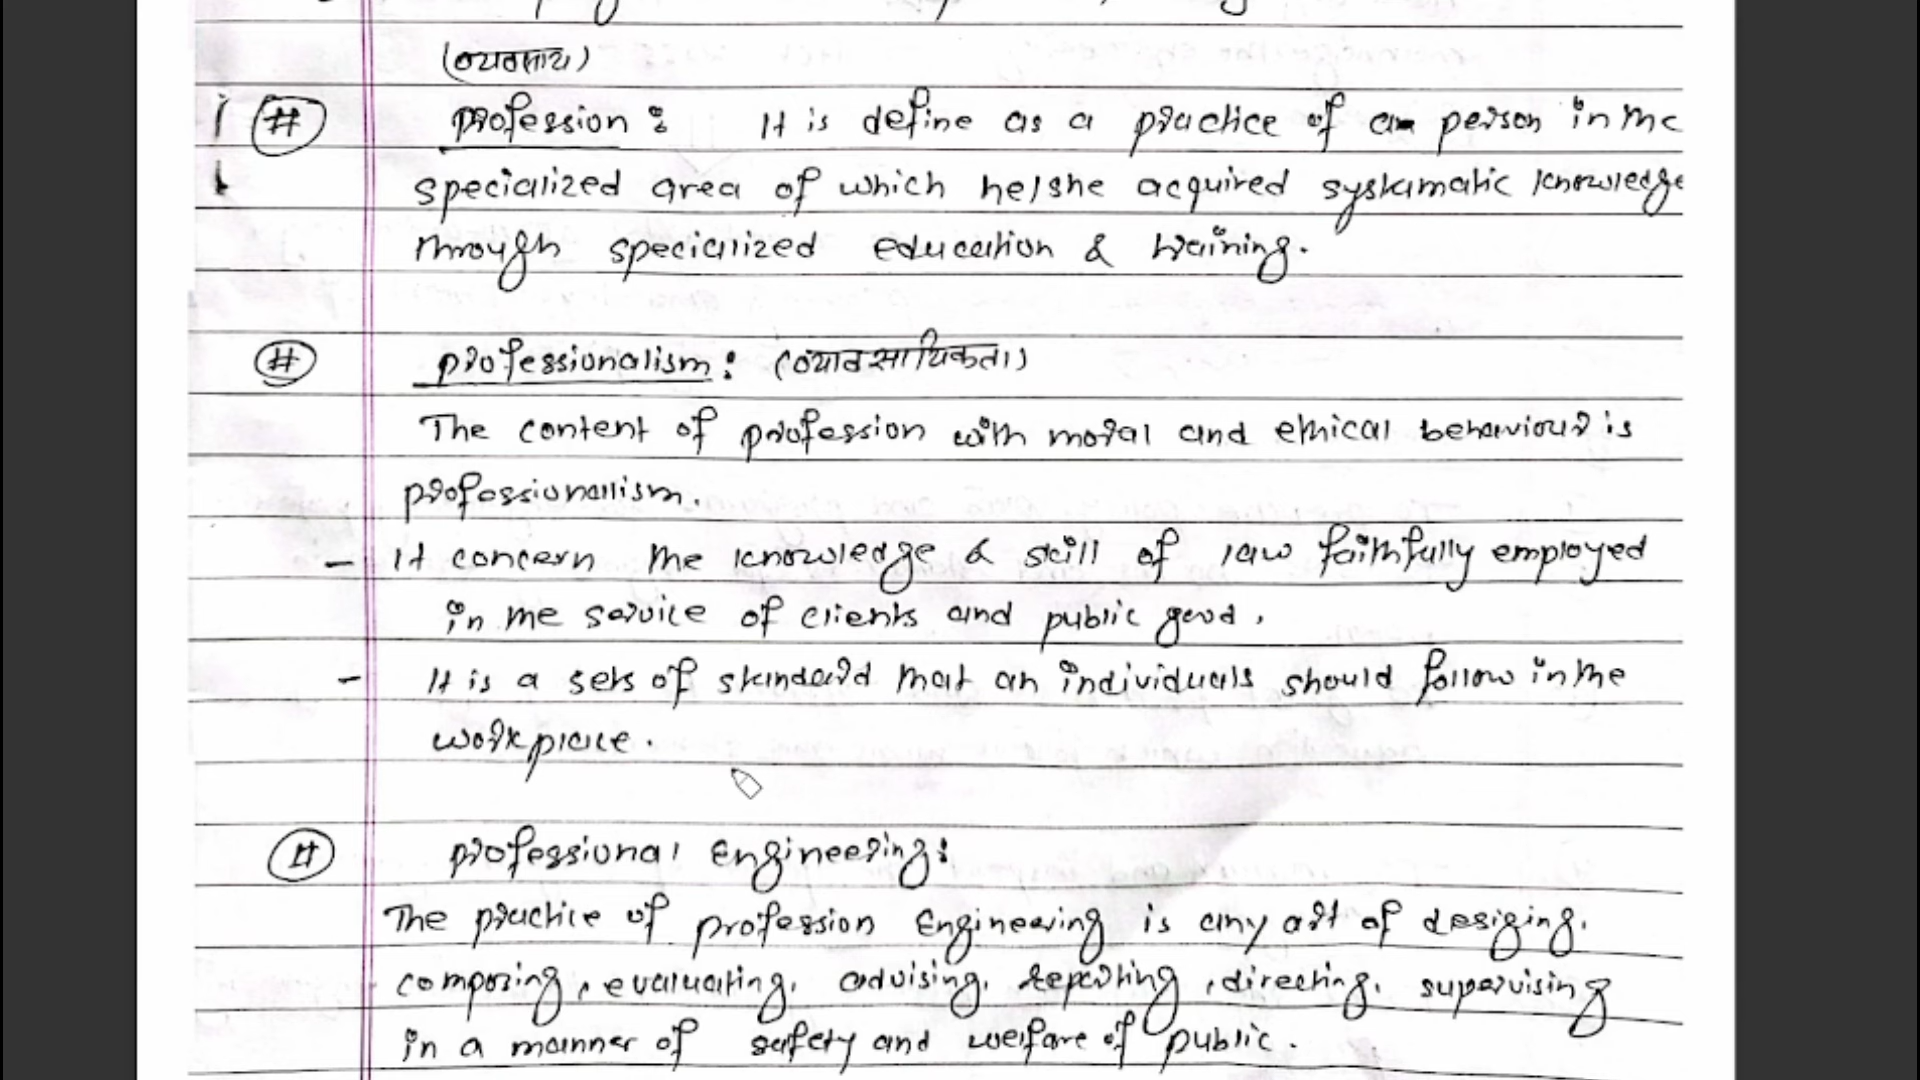 (व्यवसाय)
# profession: It is define as a practice of a person in the
specialized area of which he/she acquired systamatic knowledge
through specialized education & training.
# professionalism: (व्यावसायिकता)
The content of profession with moral and ethical behaviour is
professionalism.
- It concern the knowledge & skill of law faithfully employed
in the service of clients and public good.
- It is a sets of standard that an individuals should follow in the
workplace.
# professional Engineering:
The practice of profession Engineering is any art of desiging,
composing, evaluating, advising, reporting, directing, supervising
in a manner of safety and welfare of public.